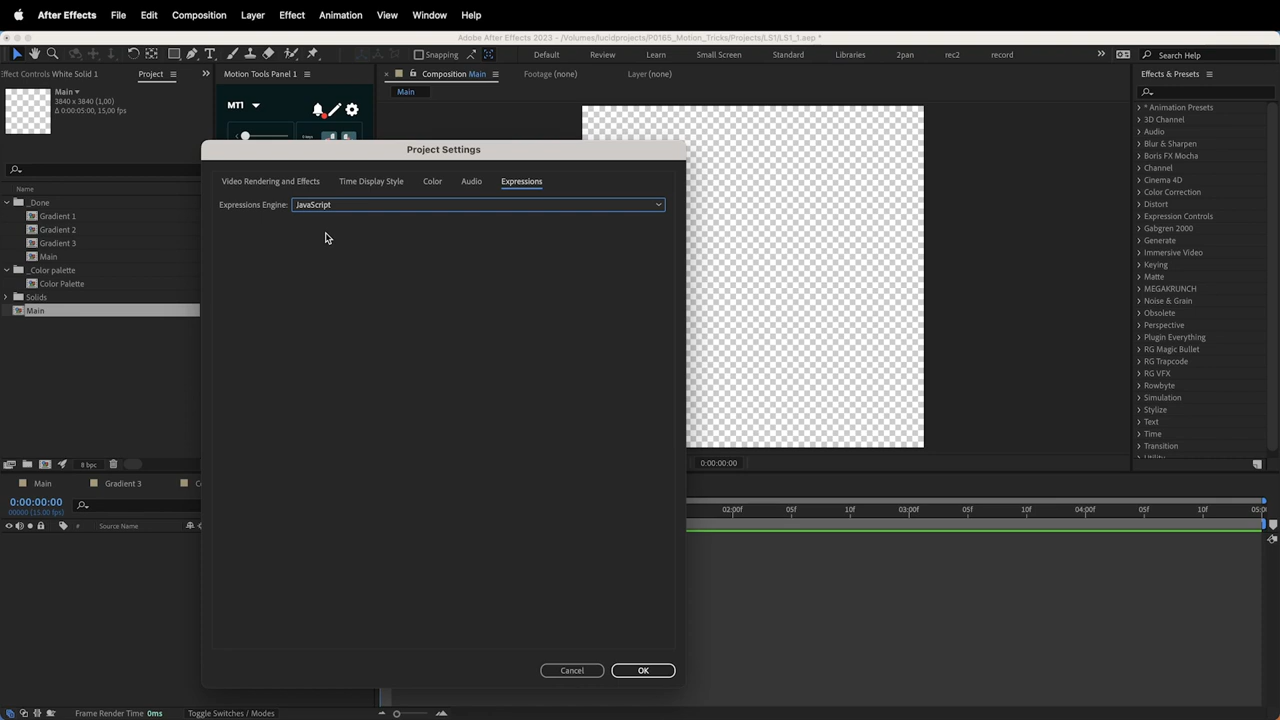 After Effects File Edit Composition Layer Effect Animation View Window Help
Adobe After Effects 2023 - /Volumes/lucidprojects/P0165_Motion_Tricks/Projects/LS1/LS1_1.aep *
Snapping Default Review Learn Small Screen Standard Libraries 2pan rec2 record Search Help
Effect Controls White Solid 1 Project Motion Tools Panel 1 Composition Main Footage (none) Layer (none) Effects & Presets
Main
3840 x 3840 (1,00)
Δ 0:00:05:00, 15,00 fps
MT1
Main
Project Settings
Video Rendering and Effects Time Display Style Color Audio Expressions
Expressions Engine: JavaScript
Cancel OK
Name
_Done
Gradient 1
Gradient 2
Gradient 3
Main
_Color palette
Color Palette
Solids
Main
8 bpc
* Animation Presets
3D Channel
Audio
Blur & Sharpen
Boris FX Mocha
Channel
Cinema 4D
Color Correction
Distort
Expression Controls
Gabgren 2000
Generate
Immersive Video
Keying
Matte
MEGAKRUNCH
Noise & Grain
Obsolete
Perspective
Plugin Everything
RG Magic Bullet
RG Trapcode
RG VFX
Rowbyte
Simulation
Stylize
Text
Time
Transition
Utility
0:00:00:00
Main Gradient 3
0:00:00:00
00000 (15.00 fps)
02:00f 05f 10f 03:00f 05f 10f 04:00f 05f 10f 05:0
# Source Name
Frame Render Time 0ms Toggle Switches / Modes